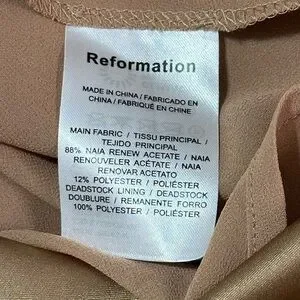 Reformation
MADE IN CHINA / FABRICADO EN
CHINA / FABRIQUÉ EN CHINE
MAIN FABRIC / TISSU PRINCIPAL /
TEJIDO PRINCIPAL
88% NAIA RENEW ACETATE / NAIA
RENOUVELER ACÉTATE / NAIA
RENOVAR ACETATO
12% POLYESTER / POLIÉSTER
DEADSTOCK LINING / DEADSTOCK
DOUBLURE / REMANENTE FORRO
100% POLYESTER / POLIÉSTER